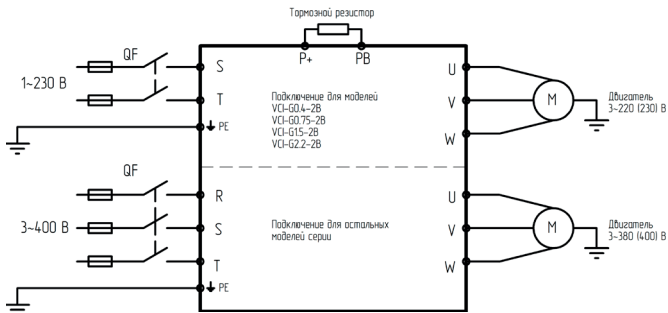 Тормозной резистор
P+ PB
QF
1~230 В
S
T
PE
Подключение для моделей
VCI-G0.4-2B
VCI-G0.75-2B
VCI-G1.5-2B
VCI-G2.2-2B
U
V
W
M
Двигатель
3~220 (230) В
QF
3~400 В
R
S
T
PE
Подключение для остальных
моделей серии
U
V
W
M
Двигатель
3~380 (400) В